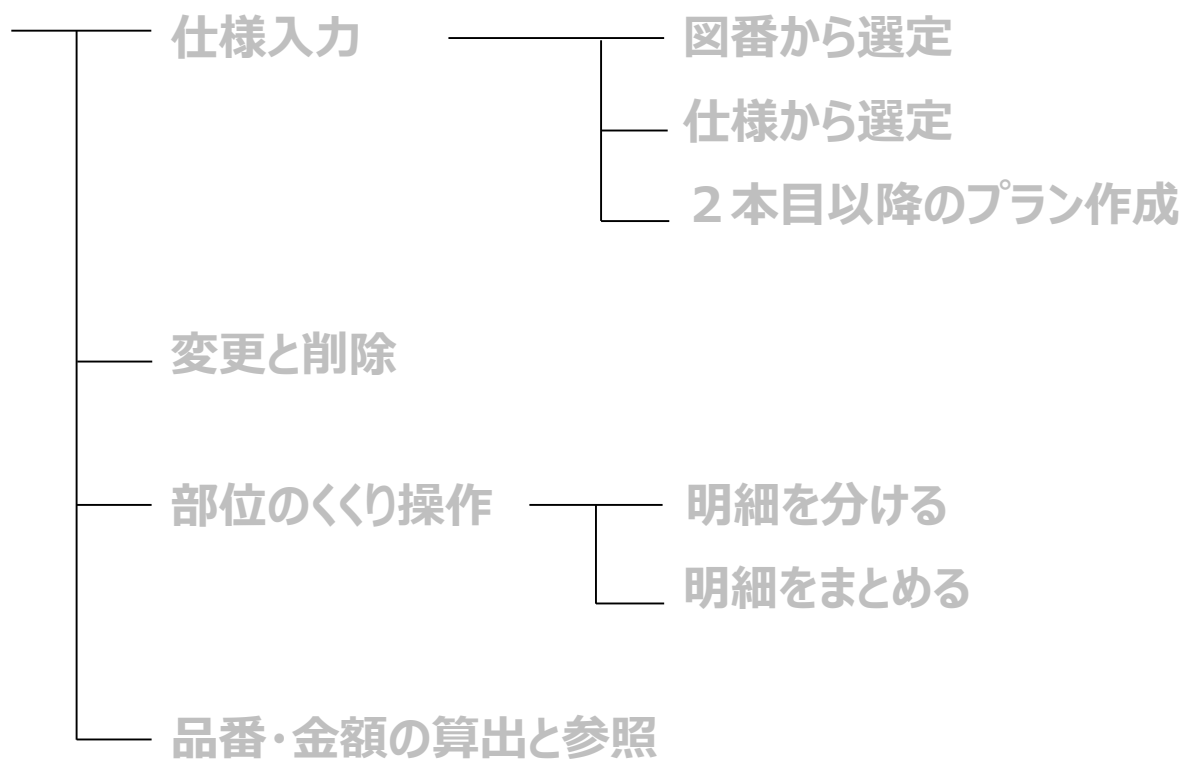 仕様入力
図番から選定
仕様から選定
２本目以降のプラン作成
変更と削除
部位のくくり操作
明細を分ける
明細をまとめる
品番・金額の算出と参照